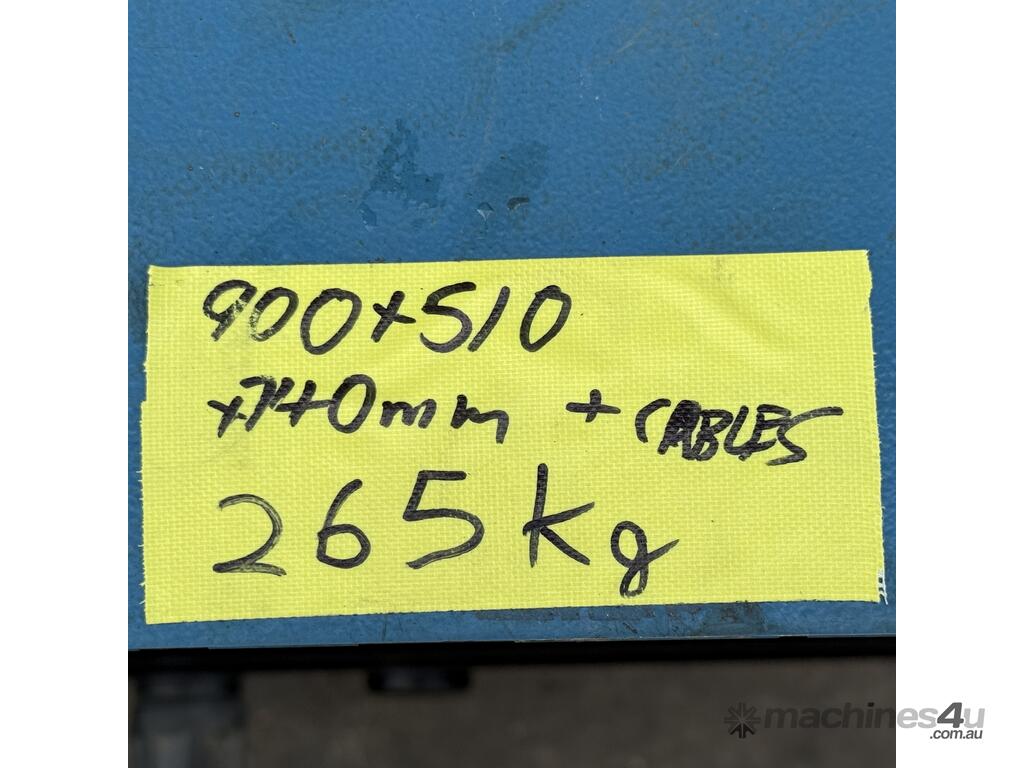 900x510
x740mm + CABLES
265kg
machines4u
.com.au